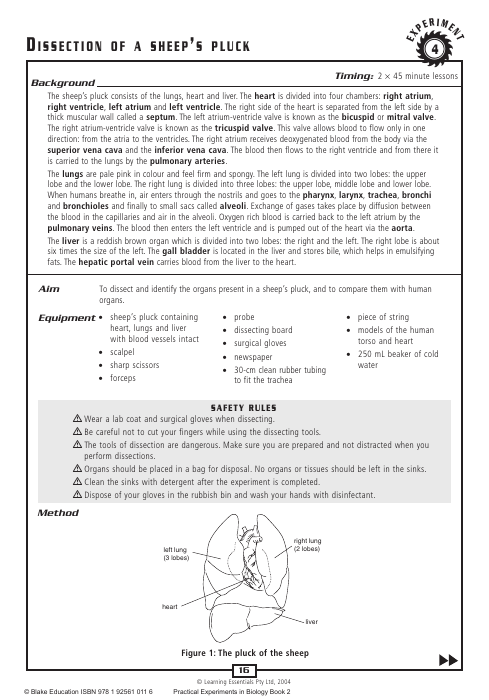 DISSECTION OF A SHEEP'S PLUCK
EXPERIMENT
4
Timing: 2 × 45 minute lessons
Background
The sheep's pluck consists of the lungs, heart and liver. The heart is divided into four chambers: right atrium,
right ventricle, left atrium and left ventricle. The right side of the heart is separated from the left side by a
thick muscular wall called a septum. The left atrium-ventricle valve is known as the bicuspid or mitral valve.
The right atrium-ventricle valve is known as the tricuspid valve. This valve allows blood to flow only in one
direction: from the atria to the ventricles. The right atrium receives deoxygenated blood from the body via the
superior vena cava and the inferior vena cava. The blood then flows to the right ventricle and from there it
is carried to the lungs by the pulmonary arteries.
The lungs are pale pink in colour and feel firm and spongy. The left lung is divided into two lobes: the upper
lobe and the lower lobe. The right lung is divided into three lobes: the upper lobe, middle lobe and lower lobe.
When humans breathe in, air enters through the nostrils and goes to the pharynx, larynx, trachea, bronchi
and bronchioles and finally to small sacs called alveoli. Exchange of gases takes place by diffusion between
the blood in the capillaries and air in the alveoli. Oxygen rich blood is carried back to the left atrium by the
pulmonary veins. The blood then enters the left ventricle and is pumped out of the heart via the aorta.
The liver is a reddish brown organ which is divided into two lobes: the right and the left. The right lobe is about
six times the size of the left. The gall bladder is located in the liver and stores bile, which helps in emulsifying
fats. The hepatic portal vein carries blood from the liver to the heart.
Aim
To dissect and identify the organs present in a sheep's pluck, and to compare them with human
organs.
Equipment
• sheep's pluck containing
heart, lungs and liver
with blood vessels intact
• scalpel
• sharp scissors
• forceps
• probe
• dissecting board
• surgical gloves
• newspaper
• 30-cm clean rubber tubing
to fit the trachea
• piece of string
• models of the human
torso and heart
• 250 mL beaker of cold
water
SAFETY RULES
Wear a lab coat and surgical gloves when dissecting.
Be careful not to cut your fingers while using the dissecting tools.
The tools of dissection are dangerous. Make sure you are prepared and not distracted when you
perform dissections.
Organs should be placed in a bag for disposal. No organs or tissues should be left in the sinks.
Clean the sinks with detergent after the experiment is completed.
Dispose of your gloves in the rubbish bin and wash your hands with disinfectant.
Method
left lung
(3 lobes)
right lung
(2 lobes)
heart
liver
Figure 1: The pluck of the sheep
16
© Learning Essentials Pty Ltd, 2004
© Blake Education ISBN 978 1 92561 011 6 Practical Experiments in Biology Book 2